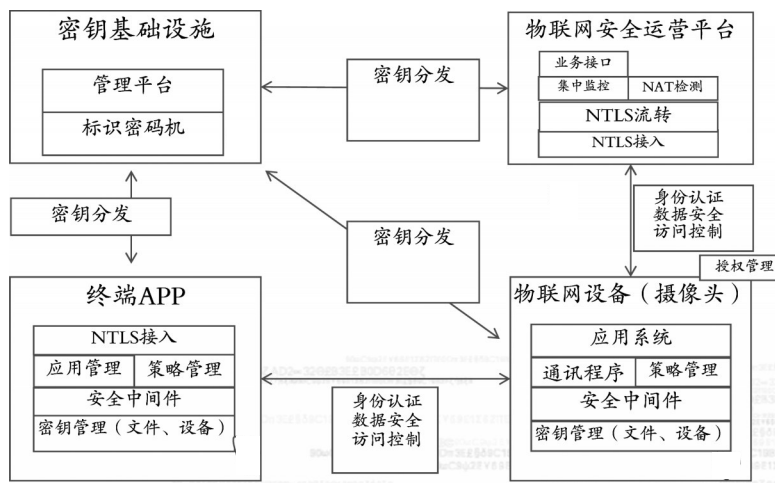 密钥基础设施
管理平台
标识密码机
密钥分发
物联网安全运营平台
业务接口
集中监控
NAT检测
NTLS流转
NTLS接入
密钥分发
密钥分发
身份认证
数据安全
访问控制
授权管理
终端APP
NTLS接入
应用管理
策略管理
安全中间件
密钥管理（文件、设备）
身份认证
数据安全
访问控制
物联网设备（摄像头）
应用系统
通讯程序
策略管理
安全中间件
密钥管理（文件、设备）